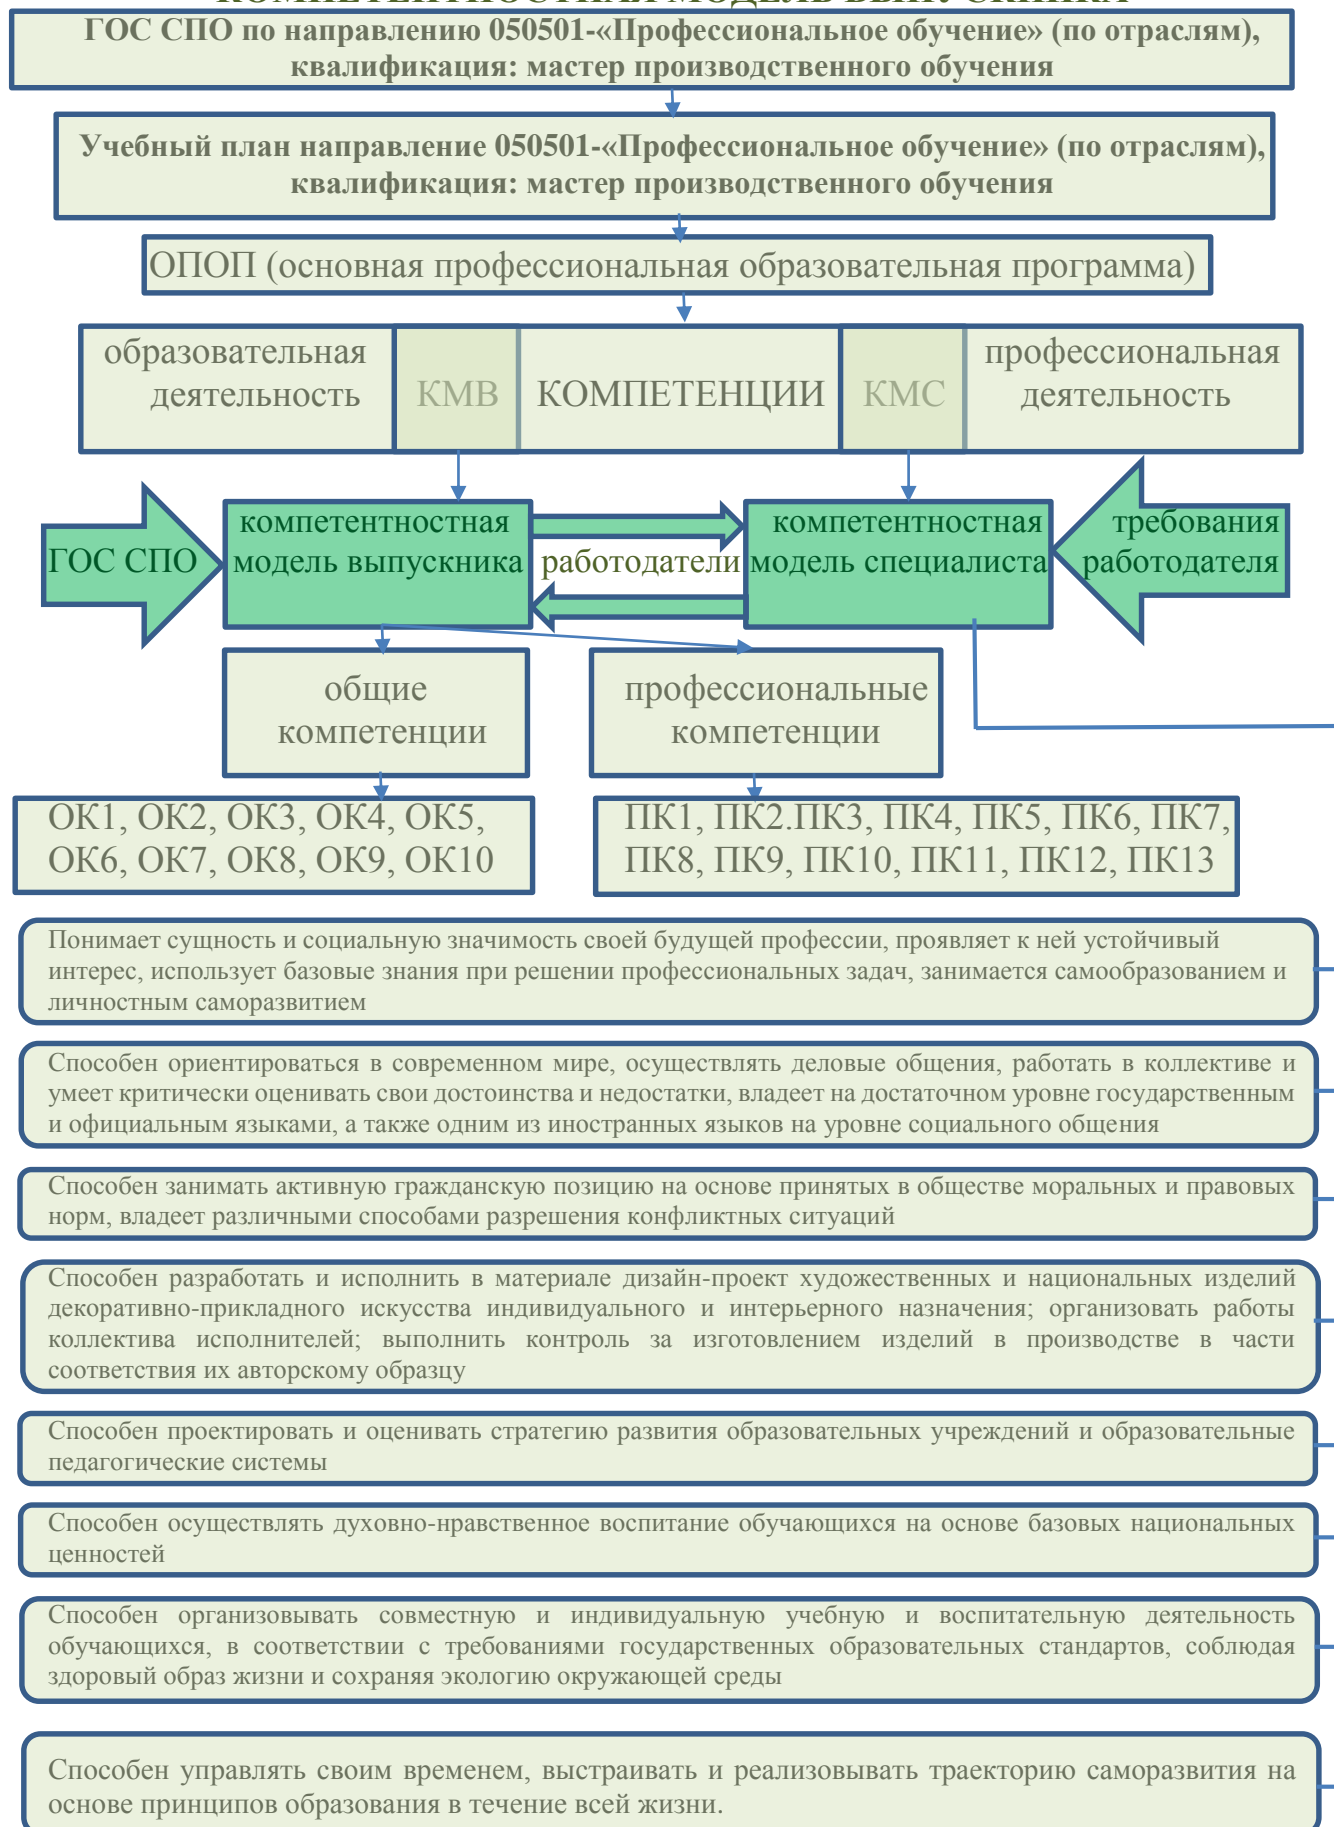 КОМПЕТЕНТНОСТНАЯ МОДЕЛЬ ВЫПУСКНИКА
ГОС СПО по направлению 050501-«Профессиональное обучение» (по отраслям),
квалификация: мастер производственного обучения
Учебный план направление 050501-«Профессиональное обучение» (по отраслям),
квалификация: мастер производственного обучения
ОПОП (основная профессиональная образовательная программа)
образовательная
деятельность
КМВ
КОМПЕТЕНЦИИ
КМС
профессиональная
деятельность
ГОС СПО
компетентностная
модель выпускника
работодатели
компетентностная
модель специалиста
требования
работодателя
общие
компетенции
профессиональные
компетенции
ОК1, ОК2, ОК3, ОК4, ОК5,
ОК6, ОК7, ОК8, ОК9, ОК10
ПК1, ПК2.ПК3, ПК4, ПК5, ПК6, ПК7,
ПК8, ПК9, ПК10, ПК11, ПК12, ПК13
Понимает сущность и социальную значимость своей будущей профессии, проявляет к ней устойчивый
интерес, использует базовые знания при решении профессиональных задач, занимается самообразованием и
личностным саморазвитием
Способен ориентироваться в современном мире, осуществлять деловые общения, работать в коллективе и
умеет критически оценивать свои достоинства и недостатки, владеет на достаточном уровне государственным
и официальным языками, а также одним из иностранных языков на уровне социального общения
Способен занимать активную гражданскую позицию на основе принятых в обществе моральных и правовых
норм, владеет различными способами разрешения конфликтных ситуаций
Способен разработать и исполнить в материале дизайн-проект художественных и национальных изделий
декоративно-прикладного искусства индивидуального и интерьерного назначения; организовать работы
коллектива исполнителей; выполнить контроль за изготовлением изделий в производстве в части
соответствия их авторскому образцу
Способен проектировать и оценивать стратегию развития образовательных учреждений и образовательные
педагогические системы
Способен осуществлять духовно-нравственное воспитание обучающихся на основе базовых национальных
ценностей
Способен организовывать совместную и индивидуальную учебную и воспитательную деятельность
обучающихся, в соответствии с требованиями государственных образовательных стандартов, соблюдая
здоровый образ жизни и сохраняя экологию окружающей среды
Способен управлять своим временем, выстраивать и реализовывать траекторию саморазвития на
основе принципов образования в течение всей жизни.